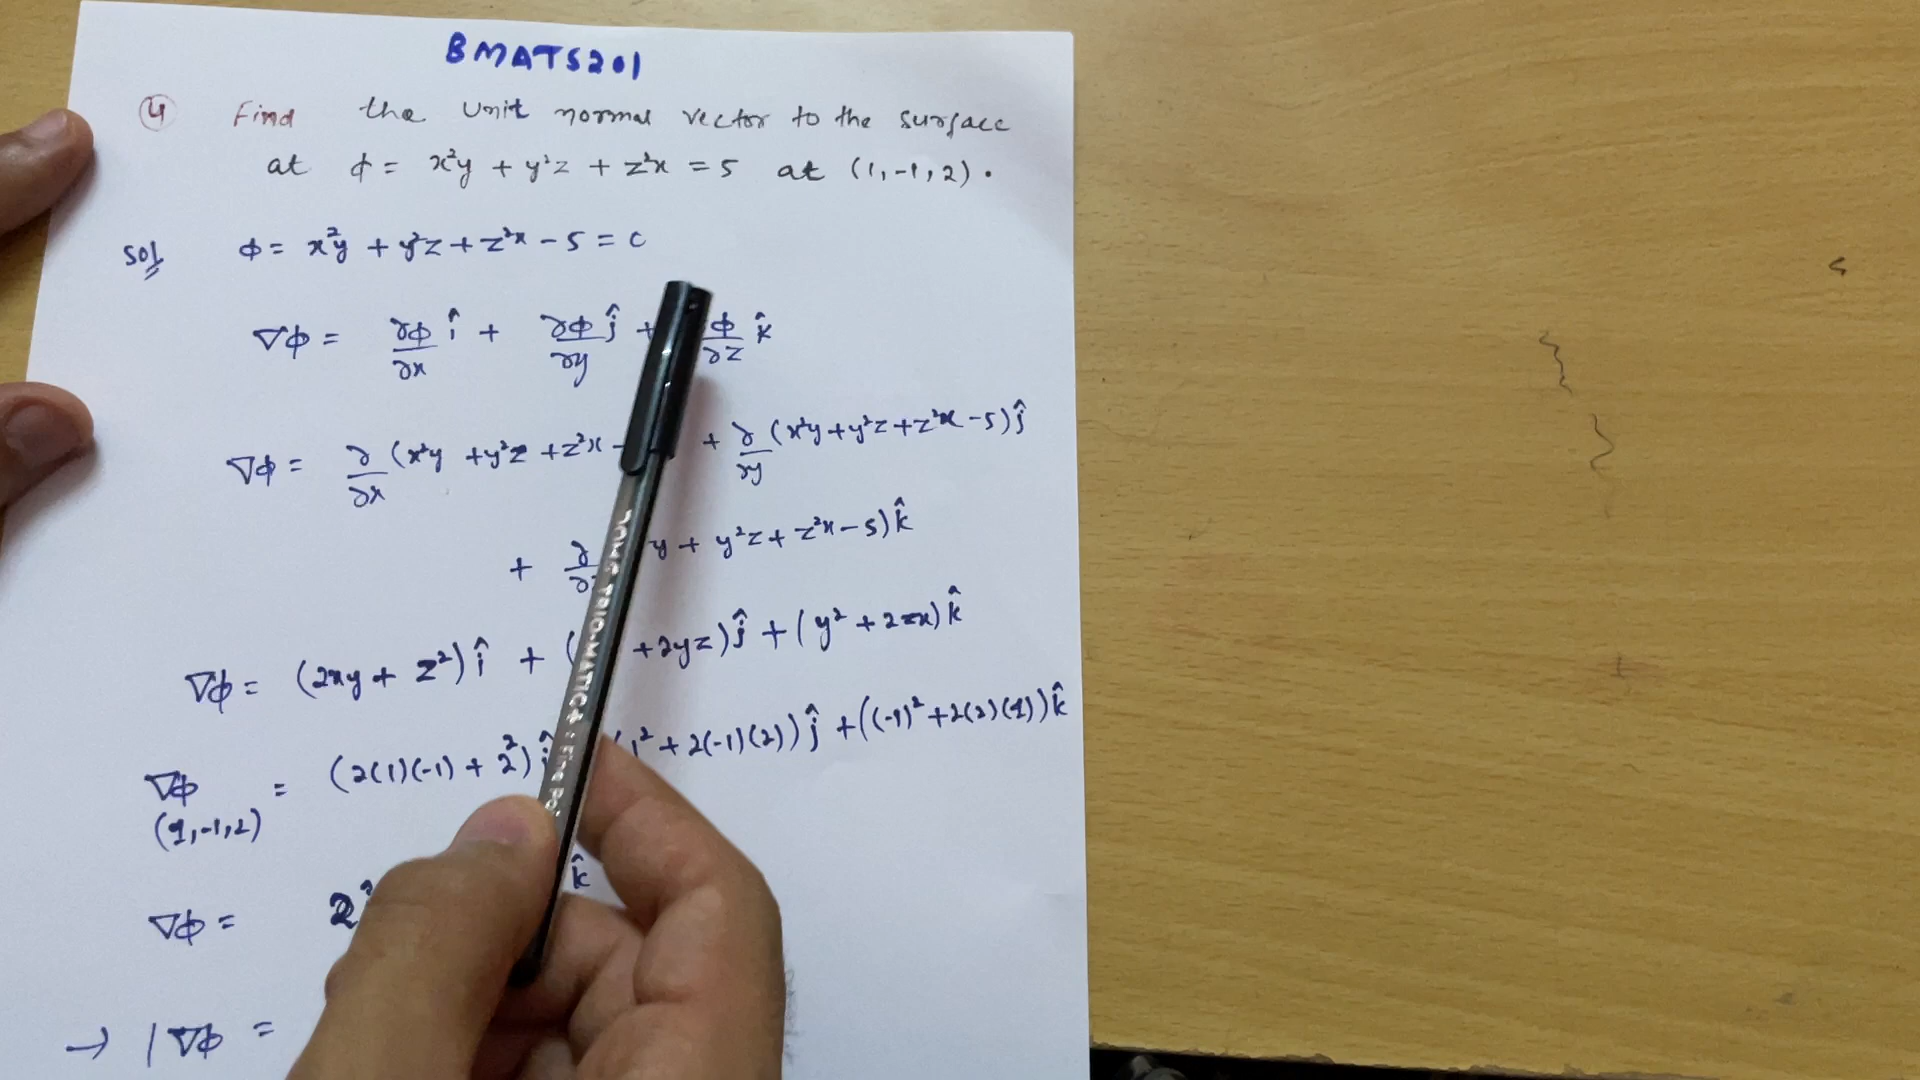 BMATS201
4 Find the unit normal vector to the surface
at ϕ = x²y + y²z + z²x = 5 at (1,-1,2).
Sol ϕ = x²y + y²z + z²x - 5 = c
∇ϕ = ∂ϕ/∂x î + ∂ϕ/∂y ĵ + ϕ/∂z k̂
∇ϕ = ∂/∂x (x²y + y²z + z²x - + ∂/∂y (x²y + y²z + z²x - 5) ĵ
+ ∂/∂ y + y²z + z²x - 5) k̂
∇ϕ = (2xy + z²) î + ( + 2yz) ĵ + (y² + 2zx) k̂
∇ϕ = (2(1)(-1) + 2²) î (1² + 2(-1)(2)) ĵ + ((-1)² + 2(2)(1)) k̂
(1,-1,2)
∇ϕ = 2 î k̂
→ |∇ϕ =